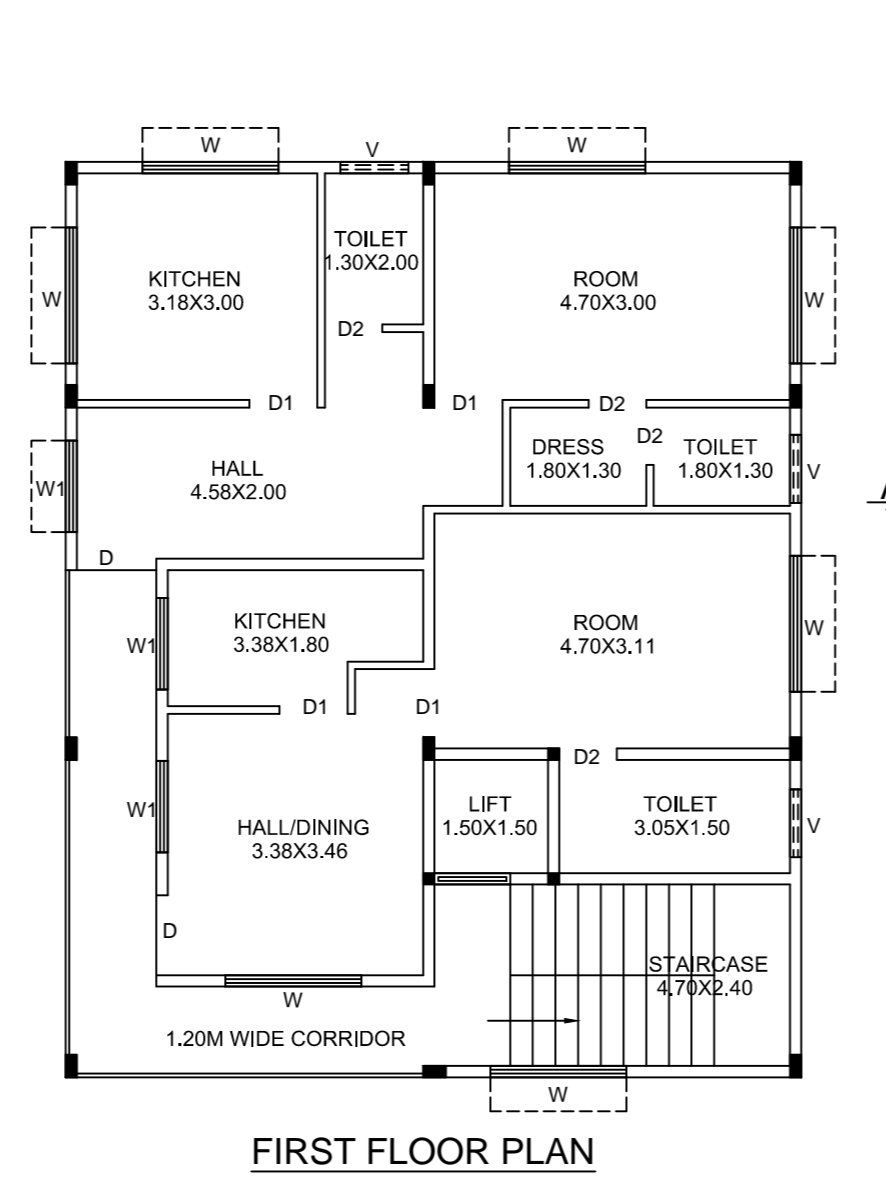 W
V
W
TOILET
1.30X2.00
KITCHEN
3.18X3.00
ROOM
4.70X3.00
W
W
D2
D1
D1
D2
D2
DRESS
1.80X1.30
TOILET
1.80X1.30
HALL
4.58X2.00
W1
V
D
KITCHEN
3.38X1.80
ROOM
4.70X3.11
W1
W
D1
D1
D2
LIFT
1.50X1.50
TOILET
3.05X1.50
W1
HALL/DINING
3.38X3.46
V
D
STAIRCASE
4.70X2.40
W
1.20M WIDE CORRIDOR
W
FIRST FLOOR PLAN